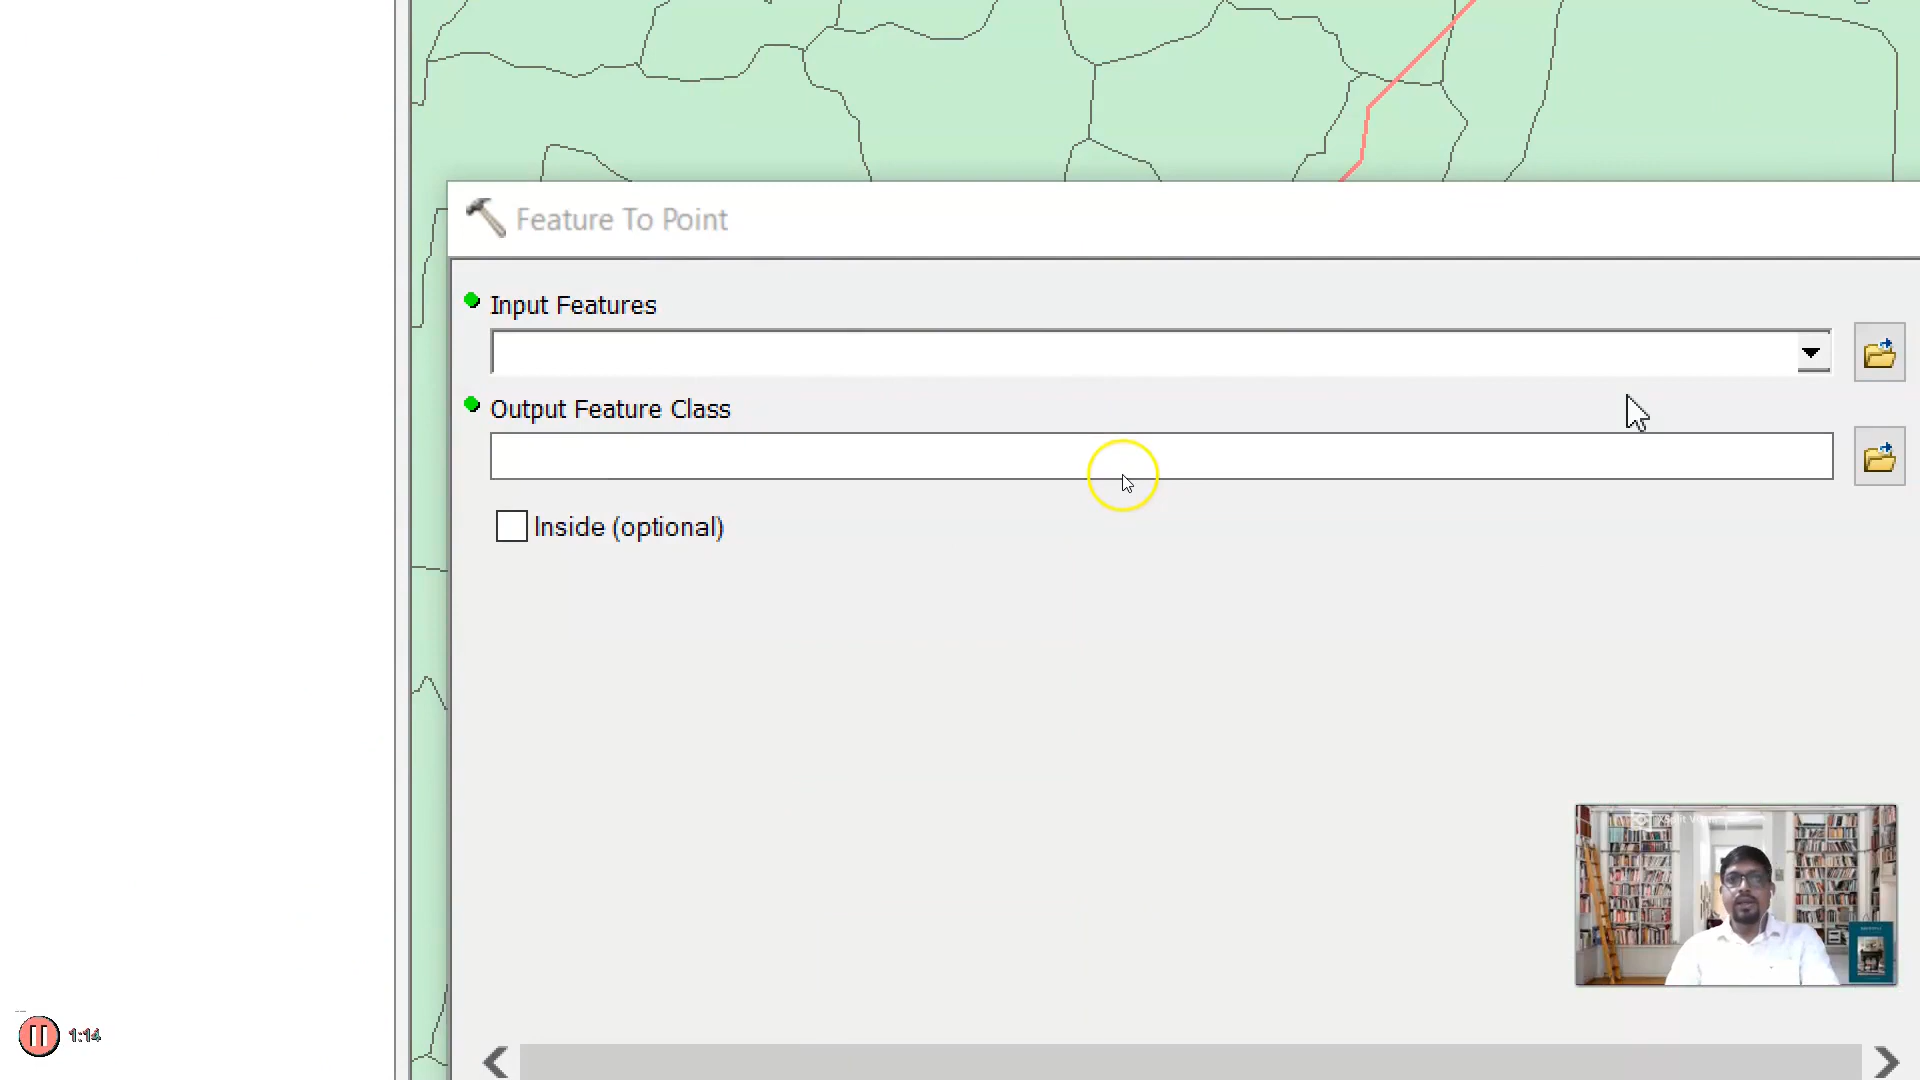 Feature To Point
Input Features
Output Feature Class
Inside (optional)
1:14